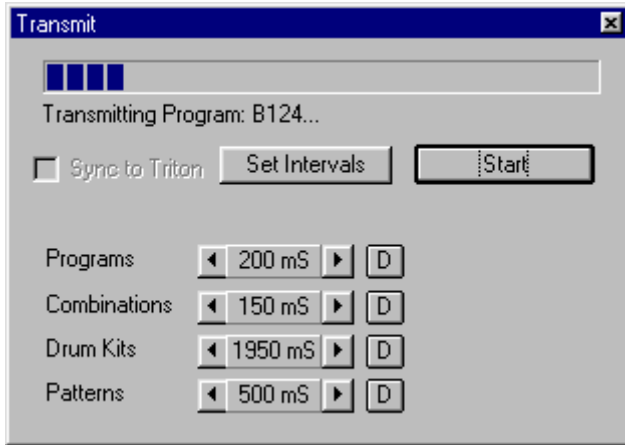 Transmit
Transmitting Program: B124...
Sync to Triton Set Intervals Start
Programs 200 mS D
Combinations 150 mS D
Drum Kits 1950 mS D
Patterns 500 mS D